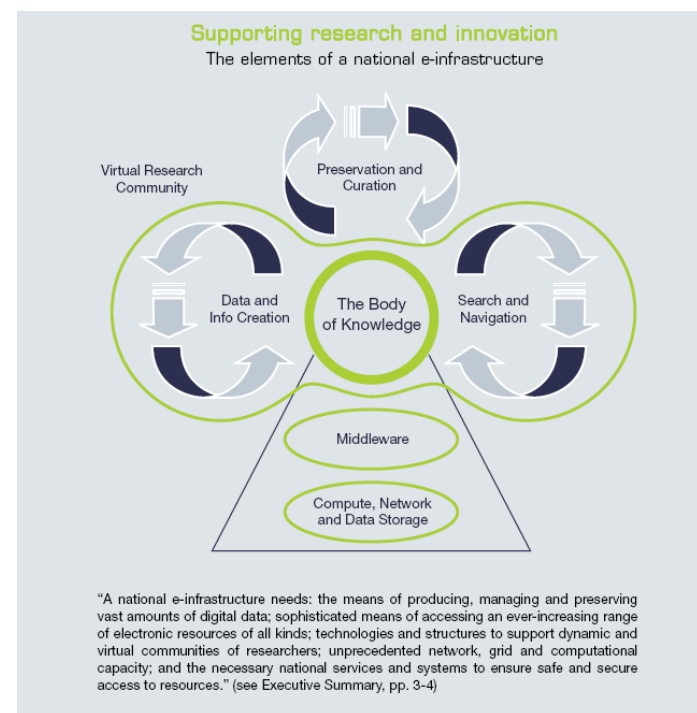 Supporting research and innovation
The elements of a national e-infrastructure
Virtual Research
Community
Preservation and
Curation
Data and
Info Creation
The Body
of Knowledge
Search and
Navigation
Middleware
Compute, Network
and Data Storage
“A national e-infrastructure needs: the means of producing, managing and preserving
vast amounts of digital data; sophisticated means of accessing an ever-increasing range
of electronic resources of all kinds; technologies and structures to support dynamic and
virtual communities of researchers; unprecedented network, grid and computational
capacity; and the necessary national services and systems to ensure safe and secure
access to resources.” (see Executive Summary, pp. 3-4)